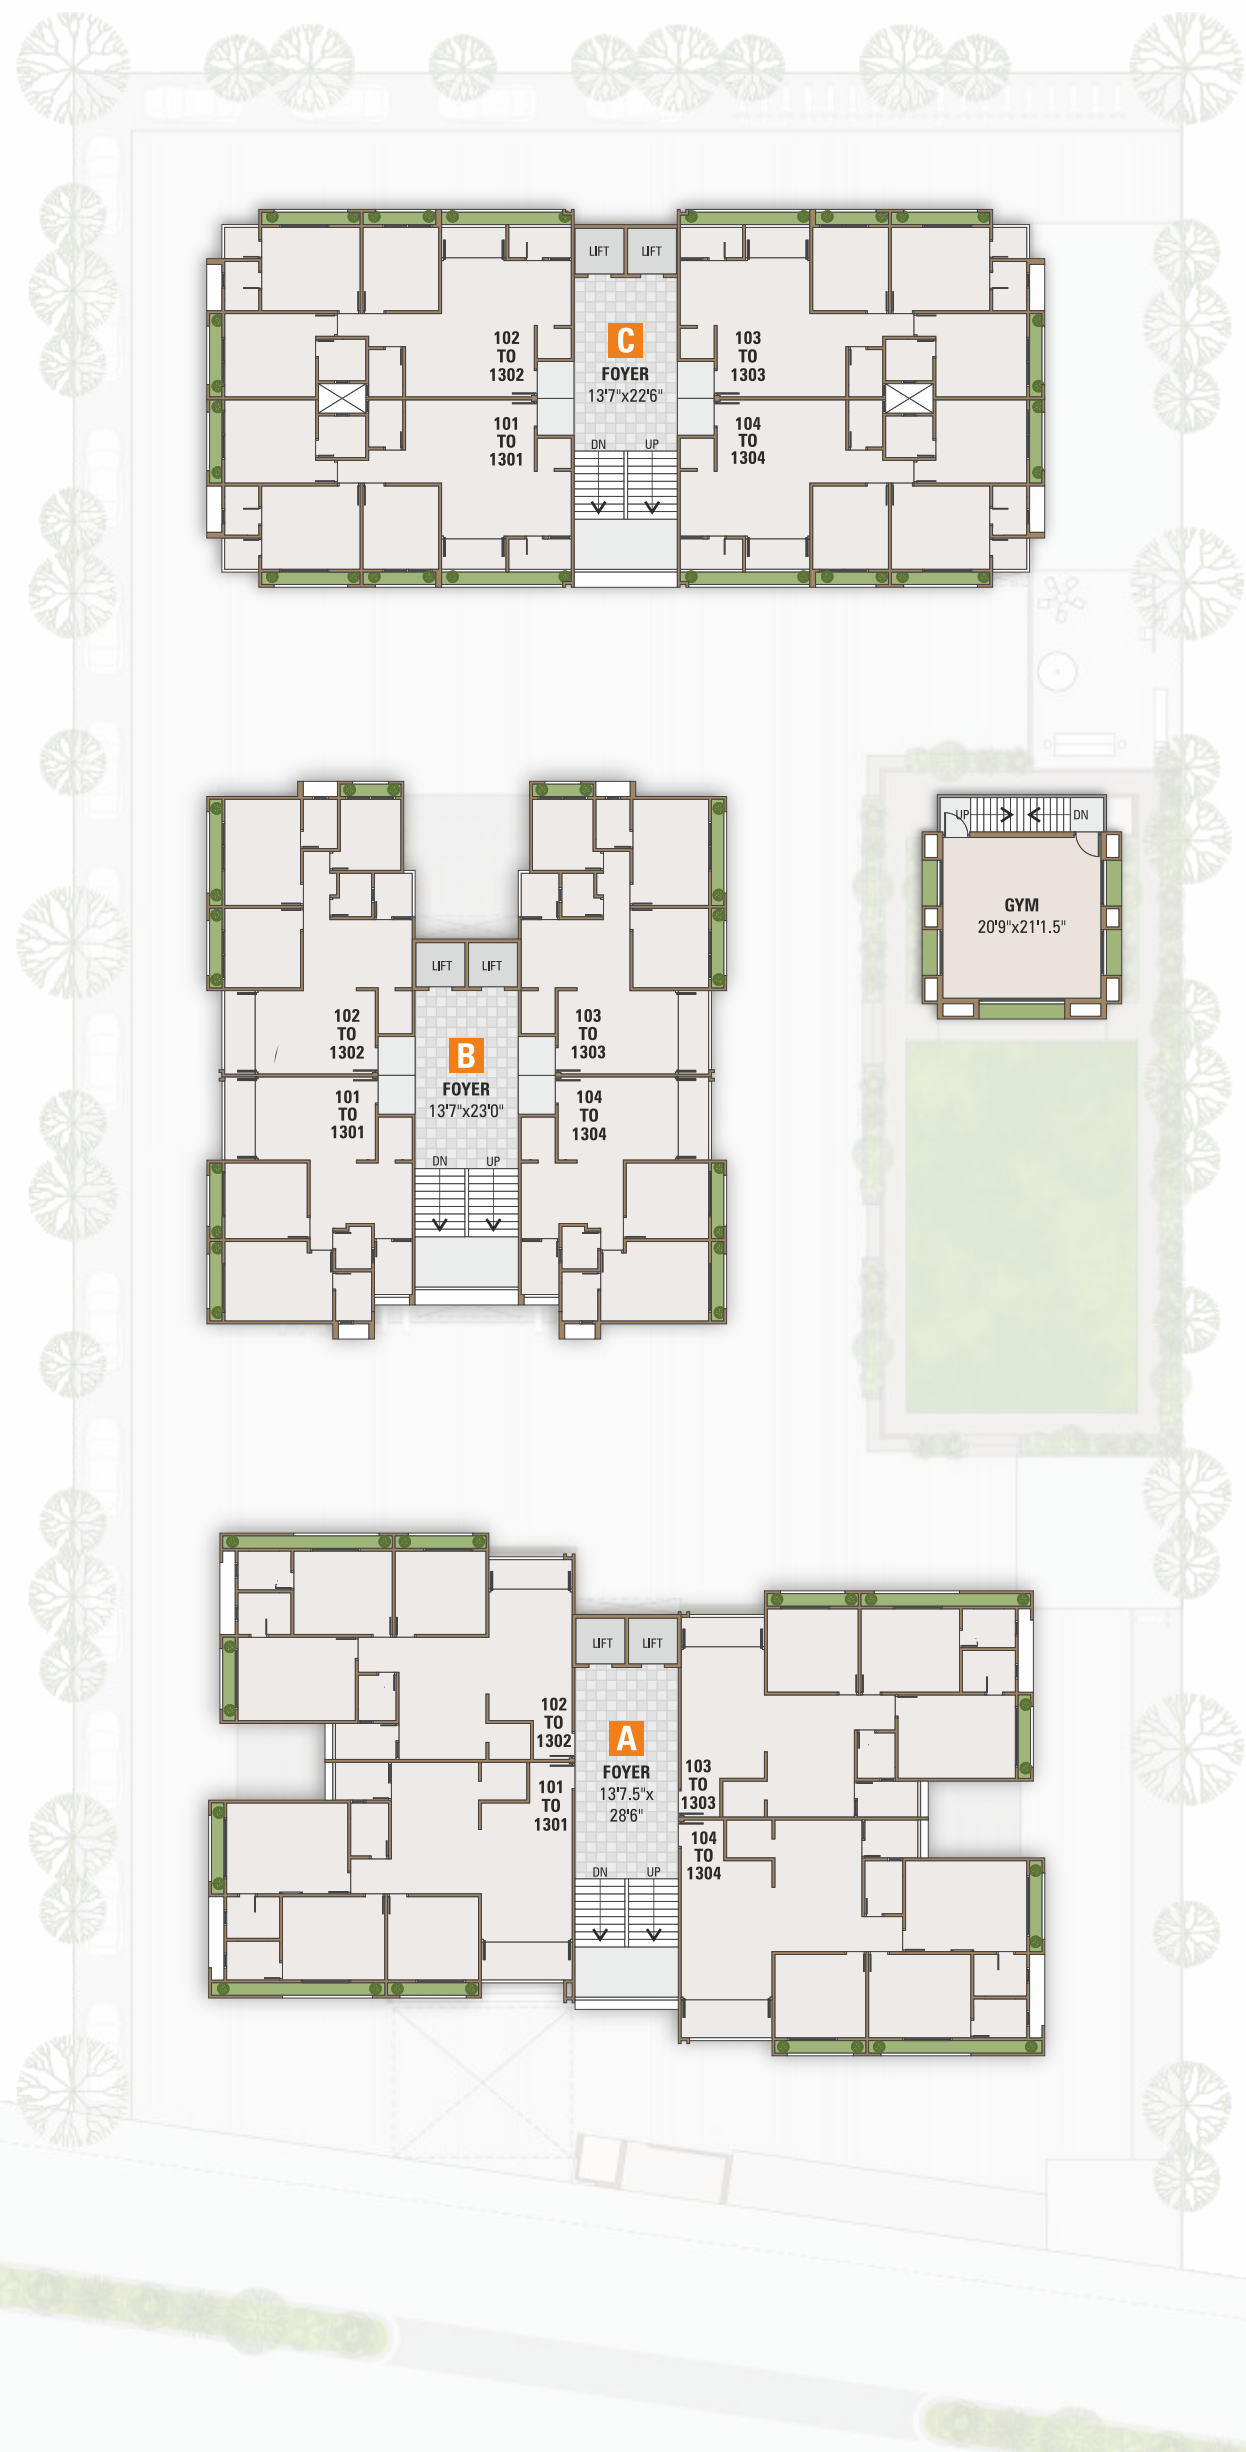 LIFT LIFT
C
FOYER
13'7"x22'6"
102
TO
1302
103
TO
1303
101
TO
1301
104
TO
1304
DN UP
UP DN
GYM
20'9"x21'1.5"
LIFT LIFT
B
FOYER
13'7"x23'0"
102
TO
1302
103
TO
1303
101
TO
1301
104
TO
1304
DN UP
LIFT LIFT
A
FOYER
13'7.5"x
28'6"
102
TO
1302
103
TO
1303
101
TO
1301
104
TO
1304
DN UP